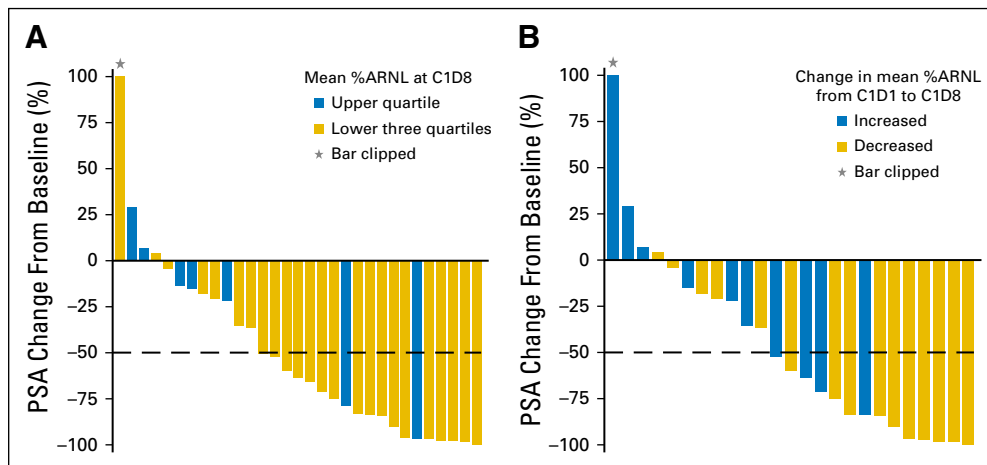 A
PSA Change From Baseline (%)
100
75
50
25
0
−25
−50
−75
−100
Mean %ARNL at C1D8
Upper quartile
Lower three quartiles
Bar clipped
B
PSA Change From Baseline (%)
100
75
50
25
0
−25
−50
−75
−100
Change in mean %ARNL
from C1D1 to C1D8
Increased
Decreased
Bar clipped